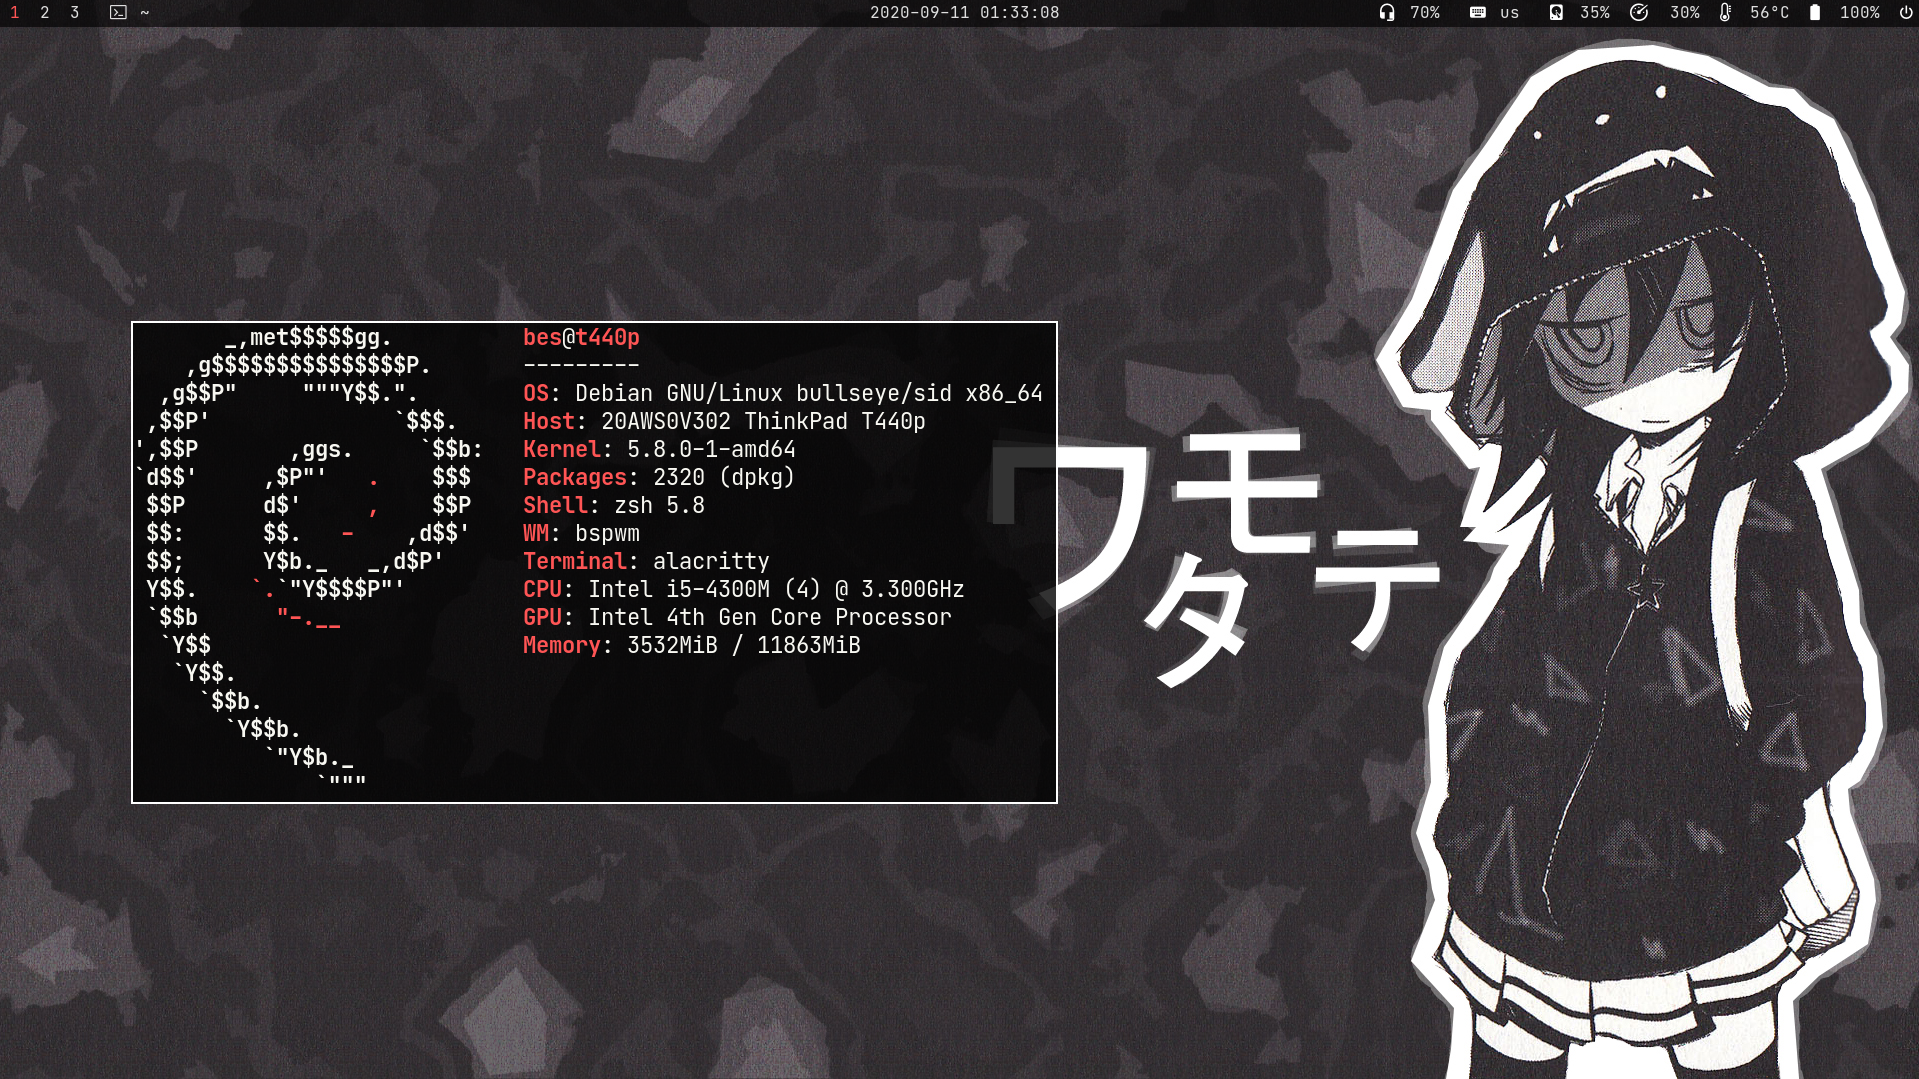 1 2 3 ~ 2020-09-11 01:33:08 70% us 35% 30% 56°C 100%
         _,met$$$$$gg.
    ,g$$$$$$$$$$$$$$$P.
  ,g$$P"     """Y$$.".
 ,$$P'              `$$$.
',$$P       ,ggs.     `$$b:
`d$$'     ,$P"'   .    $$$
 $$P      d$'     ,    $$P
 $$:      $$.   -    ,d$$'
 $$;      Y$b._   _,d$P'
 Y$$.    `.`"Y$$$$P"'
 `$$b      "-.__
  `Y$$
   `Y$$.
     `$$b.
       `Y$$b.
          `"Y$b._
              `"""
bes@t440p
---------
OS: Debian GNU/Linux bullseye/sid x86_64
Host: 20AWS0V302 ThinkPad T440p
Kernel: 5.8.0-1-amd64
Packages: 2320 (dpkg)
Shell: zsh 5.8
WM: bspwm
Terminal: alacritty
CPU: Intel i5-4300M (4) @ 3.300GHz
GPU: Intel 4th Gen Core Processor
Memory: 3532MiB / 11863MiB
ワタモテ